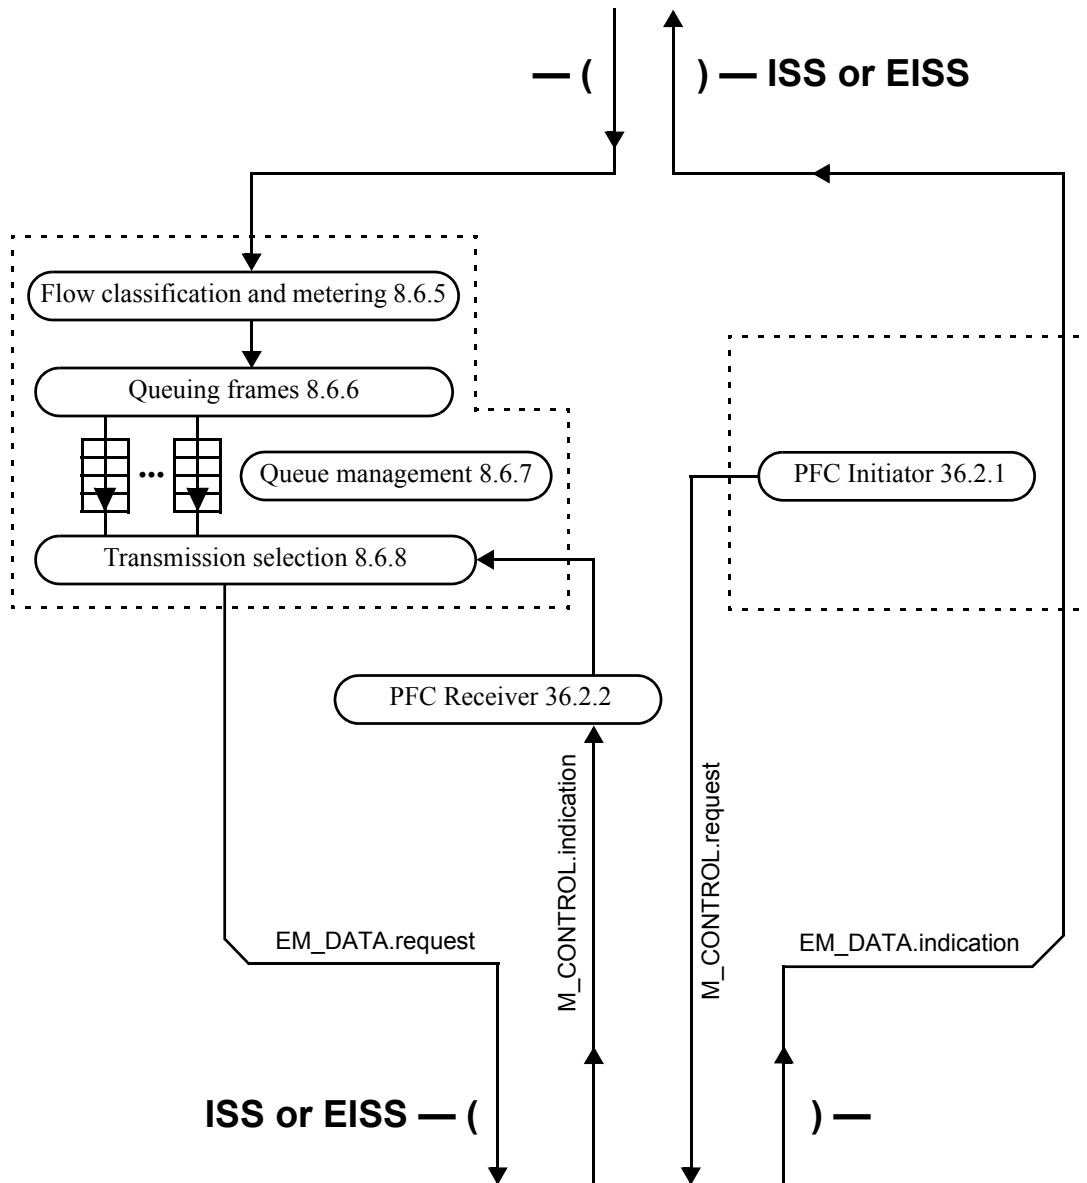 — ( ) — ISS or EISS
Flow classification and metering 8.6.5
Queuing frames 8.6.6
...
Queue management 8.6.7
PFC Initiator 36.2.1
Transmission selection 8.6.8
PFC Receiver 36.2.2
M_CONTROL.indication
M_CONTROL.request
EM_DATA.request
EM_DATA.indication
ISS or EISS — ( ) —